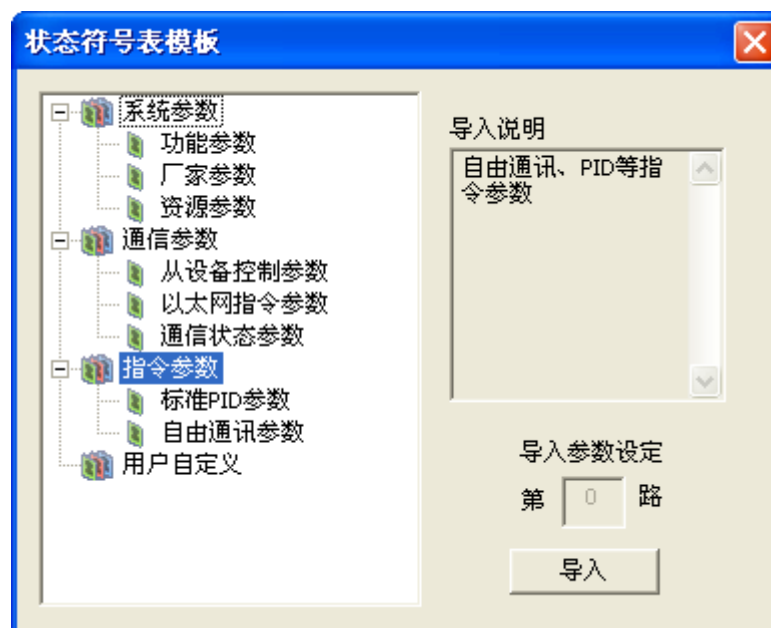 状态符号表模板
系统参数
功能参数
厂家参数
资源参数
通信参数
从设备控制参数
以太网指令参数
通信状态参数
指令参数
标准PID参数
自由通讯参数
用户自定义
导入说明
自由通讯、PID等指
令参数
导入参数设定
第 0 路
导入